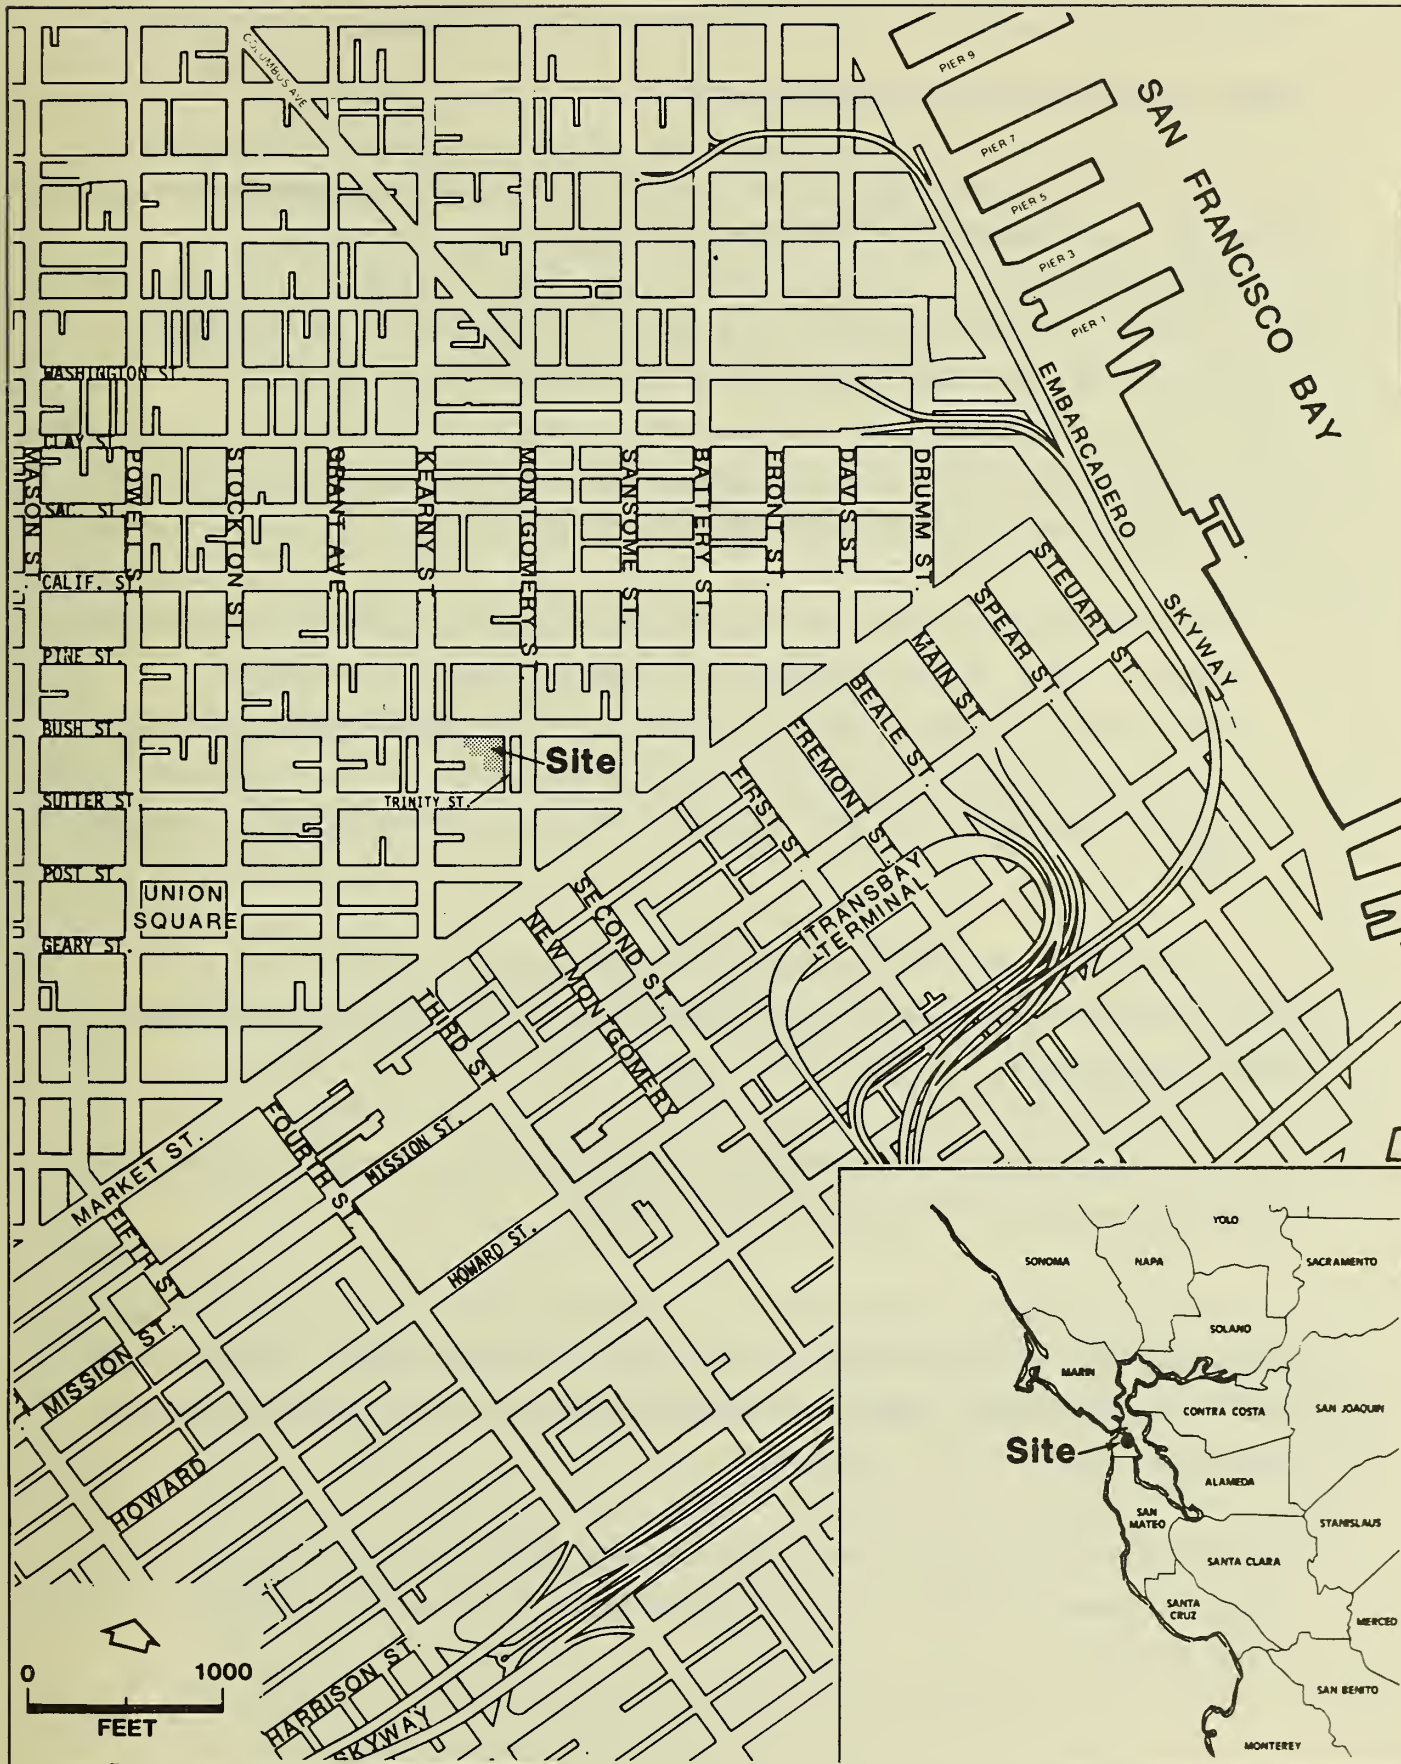 COLUMBUS AVE
PIER 9
PIER 7
PIER 5
PIER 3
PIER 1
SAN FRANCISCO BAY
EMBARCADERO
SKYWAY
WASHINGTON ST.
CLAY ST.
SAC. ST.
CALIF. ST.
PINE ST.
BUSH ST.
SUTTER ST.
POST ST.
GEARY ST.
MASON ST.
POWELL ST.
STOCKTON ST.
GRANT AVE
KEARNY ST.
MONTGOMERY ST.
SANSOME ST.
BATTERY ST.
FRONT ST.
DAVIS ST.
DRUMM ST.
STEUART ST.
SPEAR ST.
MAIN ST.
BEALE ST
FREMONT ST.
FIRST ST
Site
TRINITY ST.
UNION
SQUARE
TRANSBAY
TERMINAL
SECOND ST.
NEW MONTGOMERY
THIRD ST
FOURTH ST
FIFTH ST
MARKET ST.
MISSION ST.
HOWARD ST.
MISSION ST.
HOWARD
HARRISON ST.
SKYWAY
0 1000
FEET
YOLO
SONOMA
NAPA
SACRAMENTO
SOLANO
MARIN
CONTRA COSTA
SAN JOAQUIN
Site
ALAMEDA
SAN
MATEO
STANISLAUS
SANTA CLARA
SANTA
CRUZ
MERCED
SAN BENITO
MONTEREY